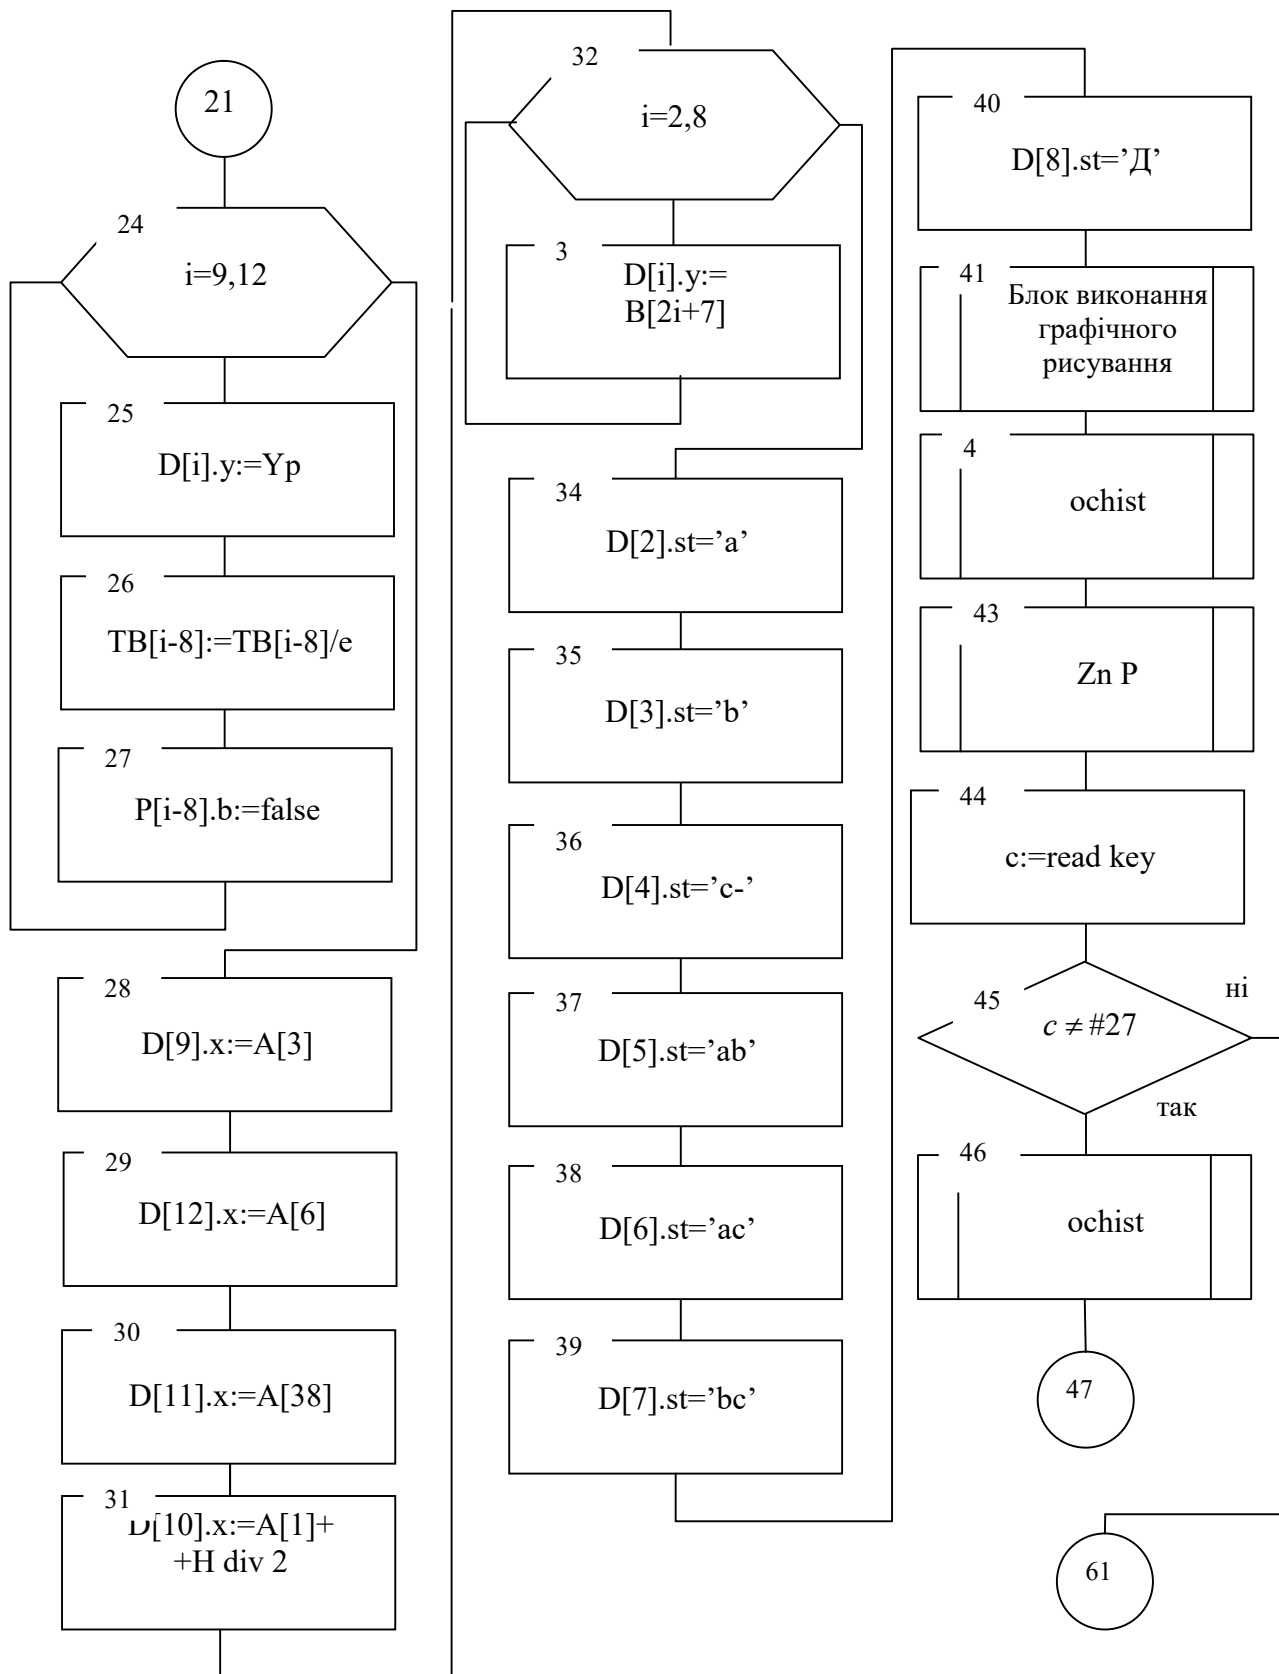 21
24
i=9,12
25
D[i].y:=Yp
26
TB[i-8]:=TB[i-8]/e
27
P[i-8].b:=false
28
D[9].x:=A[3]
29
D[12].x:=A[6]
30
D[11].x:=A[38]
31
D[10].x:=A[1]+
+H div 2
32
i=2,8
3
D[i].y:=
B[2i+7]
34
D[2].st=’a’
35
D[3].st=’b’
36
D[4].st=’c-’
37
D[5].st=’ab’
38
D[6].st=’ac’
39
D[7].st=’bc’
40
D[8].st=’Д’
41
Блок виконання
графічного
рисування
4
ochist
43
Zn P
44
c:=read key
45
c ≠ #27
ні
так
46
ochist
47
61